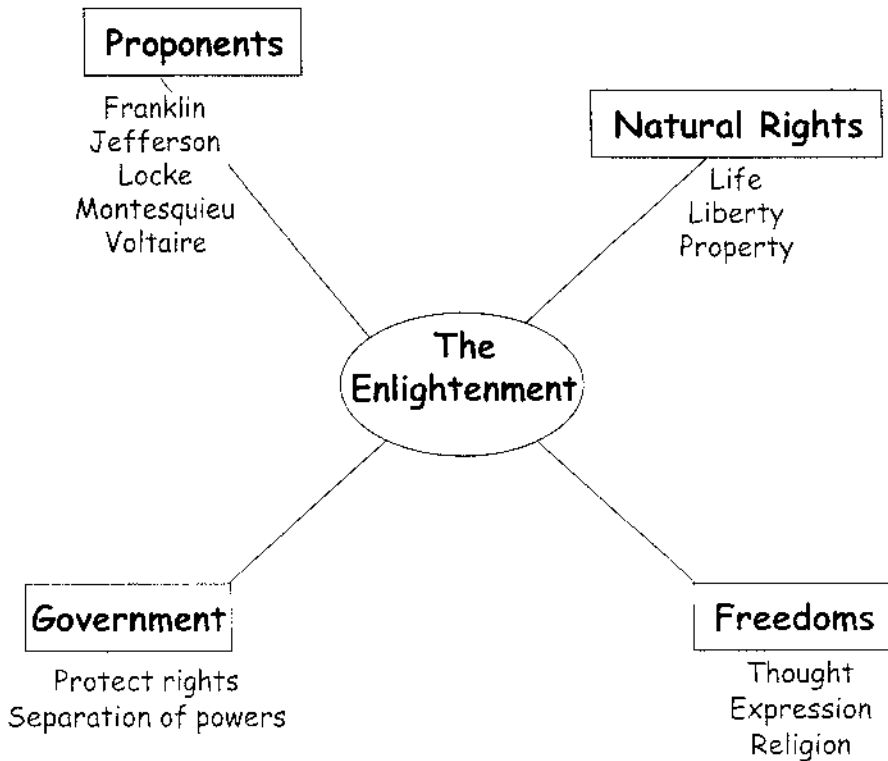 Proponents
Franklin
Jefferson
Locke
Montesquieu
Voltaire
Natural Rights
Life
Liberty
Property
The
Enlightenment
Government
Protect rights
Separation of powers
Freedoms
Thought
Expression
Religion